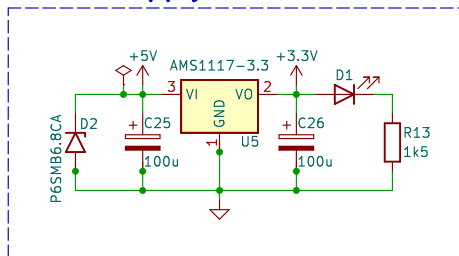 +5V
AMS1117-3.3
+3.3V
D1
3
VI
VO
2
GND
1
U5
D2
P6SMB6.8CA
+
C25
100u
+
C26
100u
R13
1k5